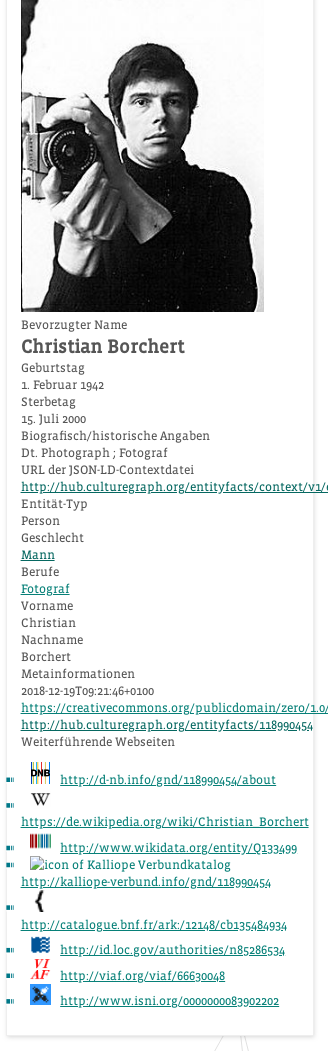 Bevorzugter Name
Christian Borchert
Geburtstag
1. Februar 1942
Sterbetag
15. Juli 2000
Biografisch/historische Angaben
Dt. Photograph ; Fotograf
URL der JSON-LD-Contextdatei
http://hub.culturegraph.org/entityfacts/context/v1/
Entität-Typ
Person
Geschlecht
Mann
Berufe
Fotograf
Vorname
Christian
Nachname
Borchert
Metainformationen
2018-12-19T09:21:46+0100
https://creativecommons.org/publicdomain/zero/1.0/
http://hub.culturegraph.org/entityfacts/118990454
Weiterführende Webseiten
DNB http://d-nb.info/gnd/118990454/about
W
https://de.wikipedia.org/wiki/Christian_Borchert
http://www.wikidata.org/entity/Q133499
icon of Kalliope Verbundkatalog
http://kalliope-verbund.info/gnd/118990454
http://catalogue.bnf.fr/ark:/12148/cb135484934
http://id.loc.gov/authorities/n85286534
VIAF http://viaf.org/viaf/66630048
http://www.isni.org/0000000083902202